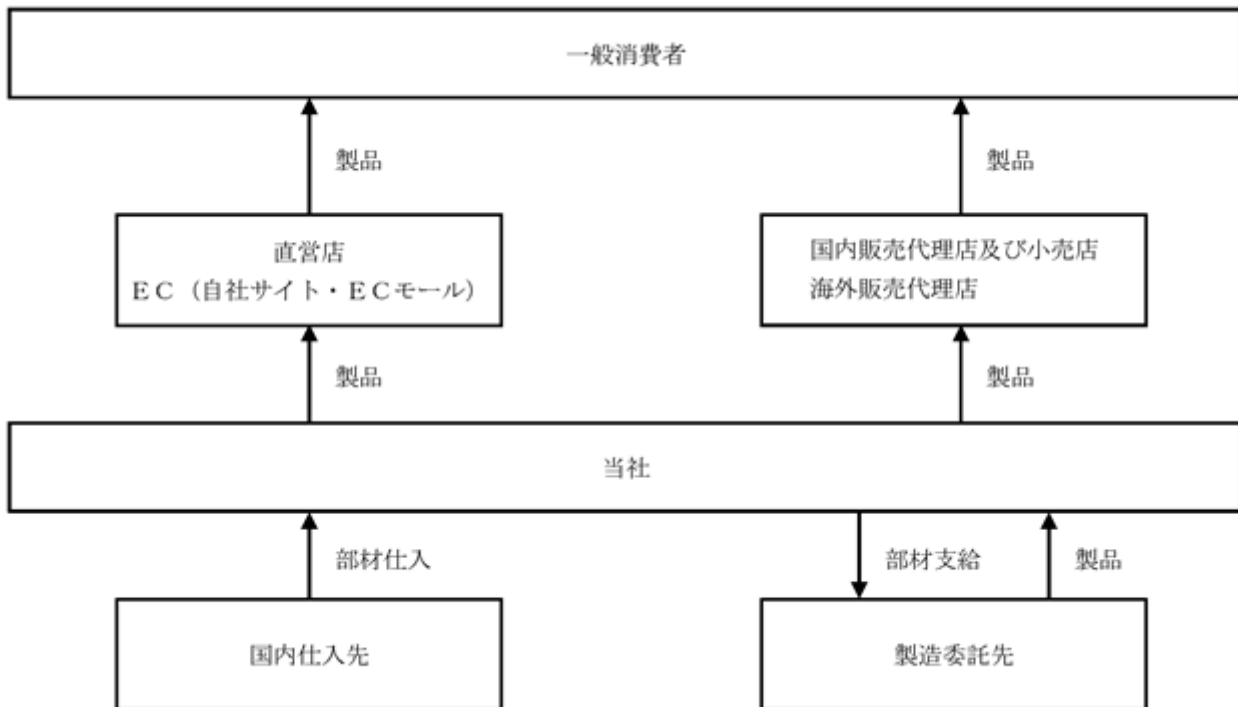 一般消費者
製品
製品
直営店
ＥＣ（自社サイト・ＥＣモール）
国内販売代理店及び小売店
海外販売代理店
製品
製品
当社
部材仕入
部材支給
製品
国内仕入先
製造委託先